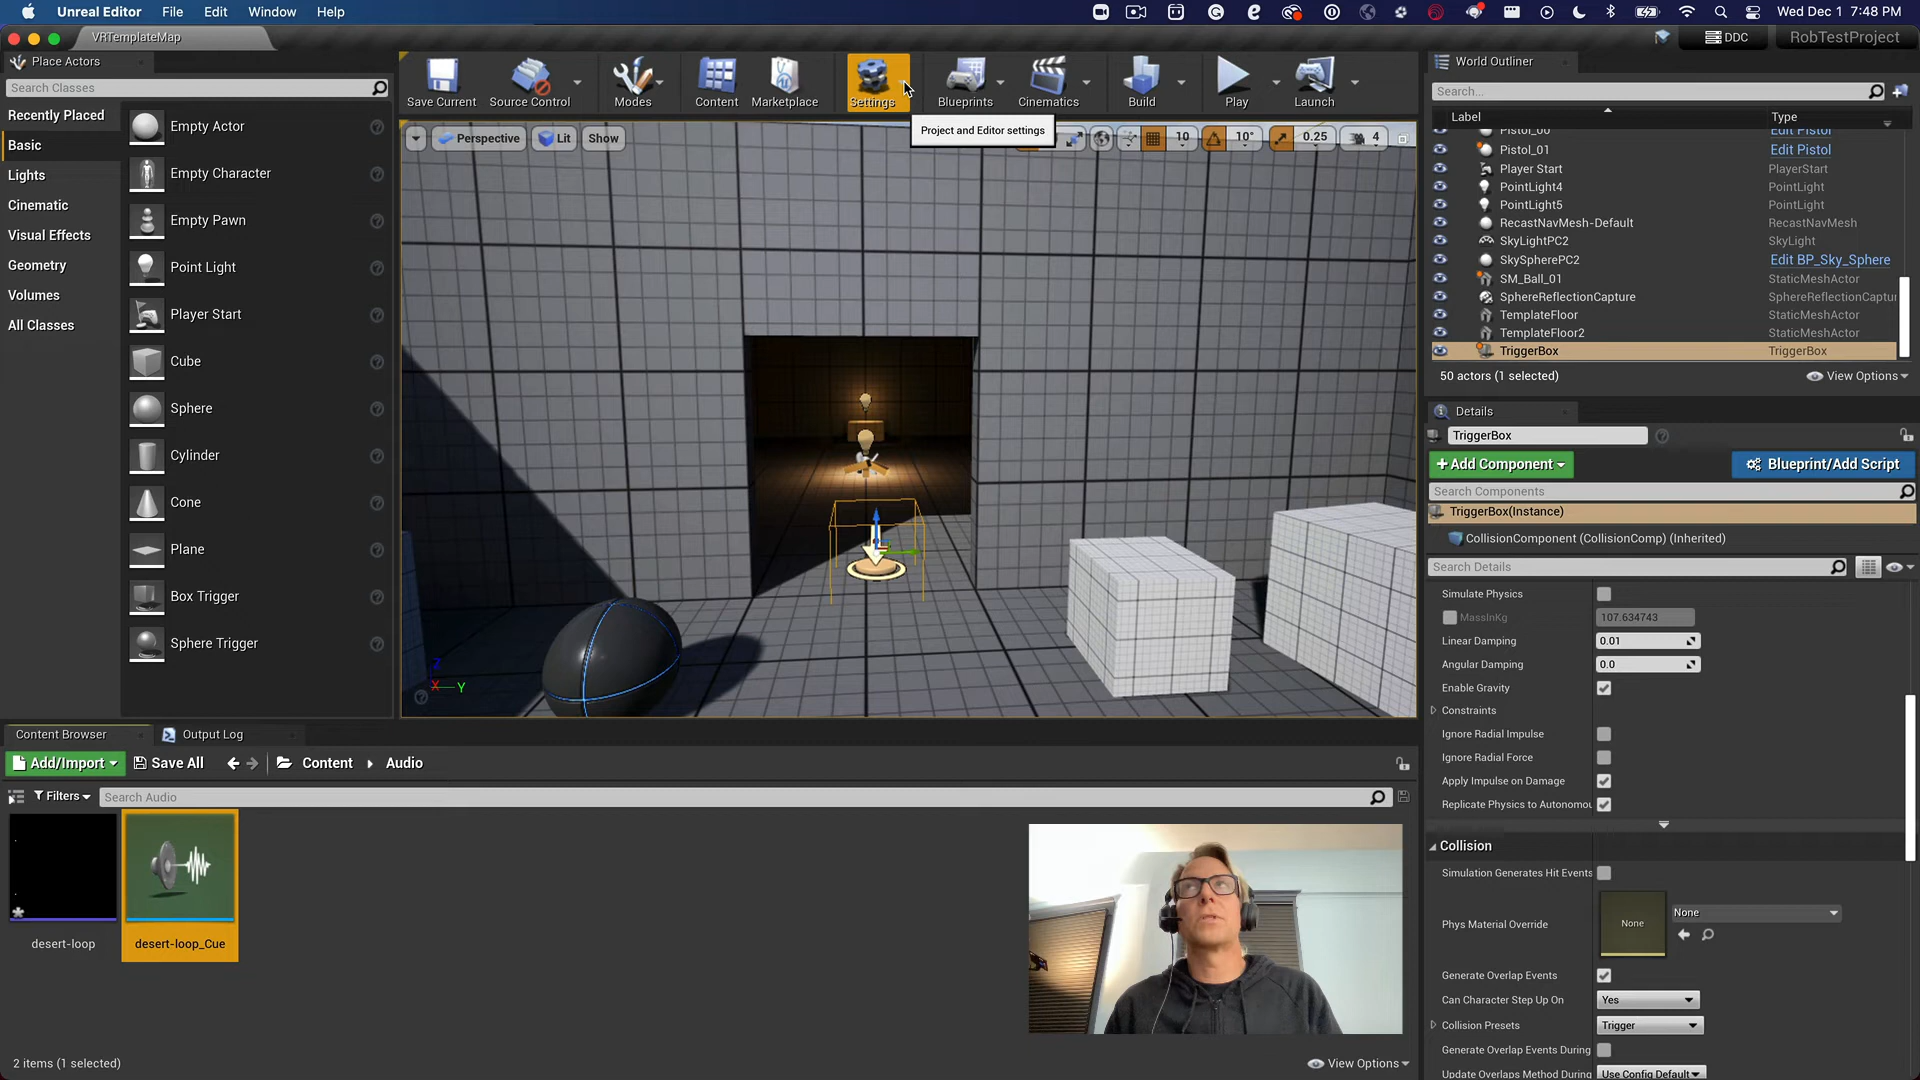 Unreal Editor File Edit Window Help Wed Dec 1 7:48 PM
VRTemplateMap DDC RobTestProject
Place Actors
Search Classes
Recently Placed
Basic
Lights
Cinematic
Visual Effects
Geometry
Volumes
All Classes
Empty Actor
Empty Character
Empty Pawn
Point Light
Player Start
Cube
Sphere
Cylinder
Cone
Plane
Box Trigger
Sphere Trigger
Save Current Source Control Modes Content Marketplace Settings Blueprints Cinematics Build Play Launch
Project and Editor settings
Perspective Lit Show 10 10° 0.25 4
Z
X Y
World Outliner
Search...
Label Type
Pistol_00 Edit Pistol
Pistol_01 Edit Pistol
Player Start PlayerStart
PointLight4 PointLight
PointLight5 PointLight
RecastNavMesh-Default RecastNavMesh
SkyLightPC2 SkyLight
SkySpherePC2 Edit BP_Sky_Sphere
SM_Ball_01 StaticMeshActor
SphereReflectionCapture SphereReflectionCaptur
TemplateFloor StaticMeshActor
TemplateFloor2 StaticMeshActor
TriggerBox TriggerBox
50 actors (1 selected) View Options
Details
TriggerBox
+ Add Component Blueprint/Add Script
Search Components
TriggerBox(Instance)
CollisionComponent (CollisionComp) (Inherited)
Search Details
Simulate Physics
MassInKg 107.634743
Linear Damping 0.01
Angular Damping 0.0
Enable Gravity
Constraints
Ignore Radial Impulse
Ignore Radial Force
Apply Impulse on Damage
Replicate Physics to Autonomou
Collision
Simulation Generates Hit Events
Phys Material Override None None
Generate Overlap Events
Can Character Step Up On Yes
Collision Presets Trigger
Generate Overlap Events During
Update Overlaps Method During Use Config Default
Content Browser Output Log
Add/Import Save All Content Audio
Filters Search Audio
desert-loop desert-loop_Cue
2 items (1 selected) View Options